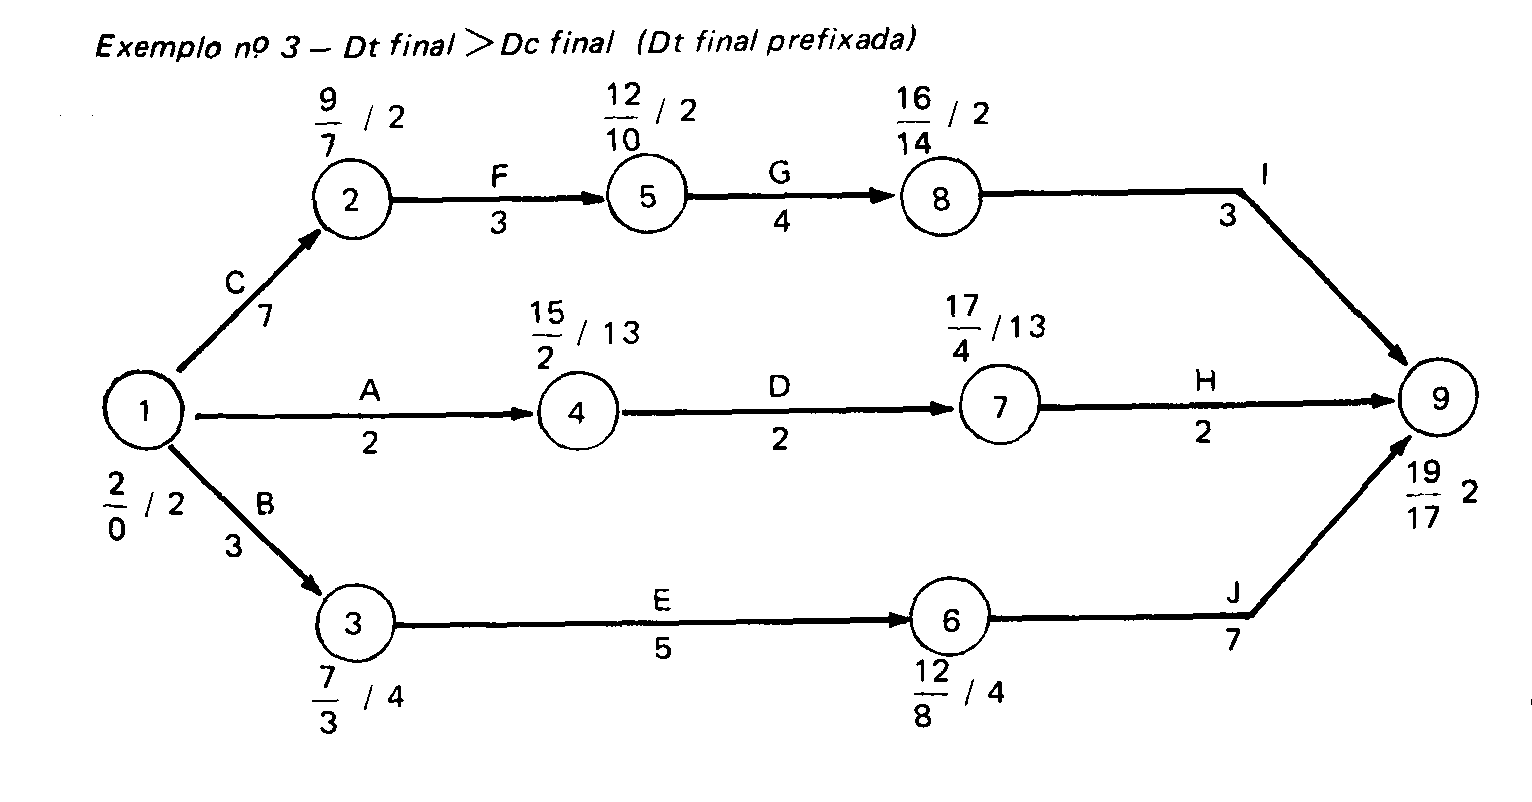 Exemplo nº 3 – Dt final > Dc final (Dt final prefixada)
9/7 / 2
12/10 / 2
16/14 / 2
2
F
3
5
G
4
8
I
3
C
7
15/2 / 13
17/4 / 13
1
A
2
4
D
2
7
H
2
9
2/0 / 2
B
3
19/17 2
3
E
5
6
J
7
7/3 / 4
12/8 / 4